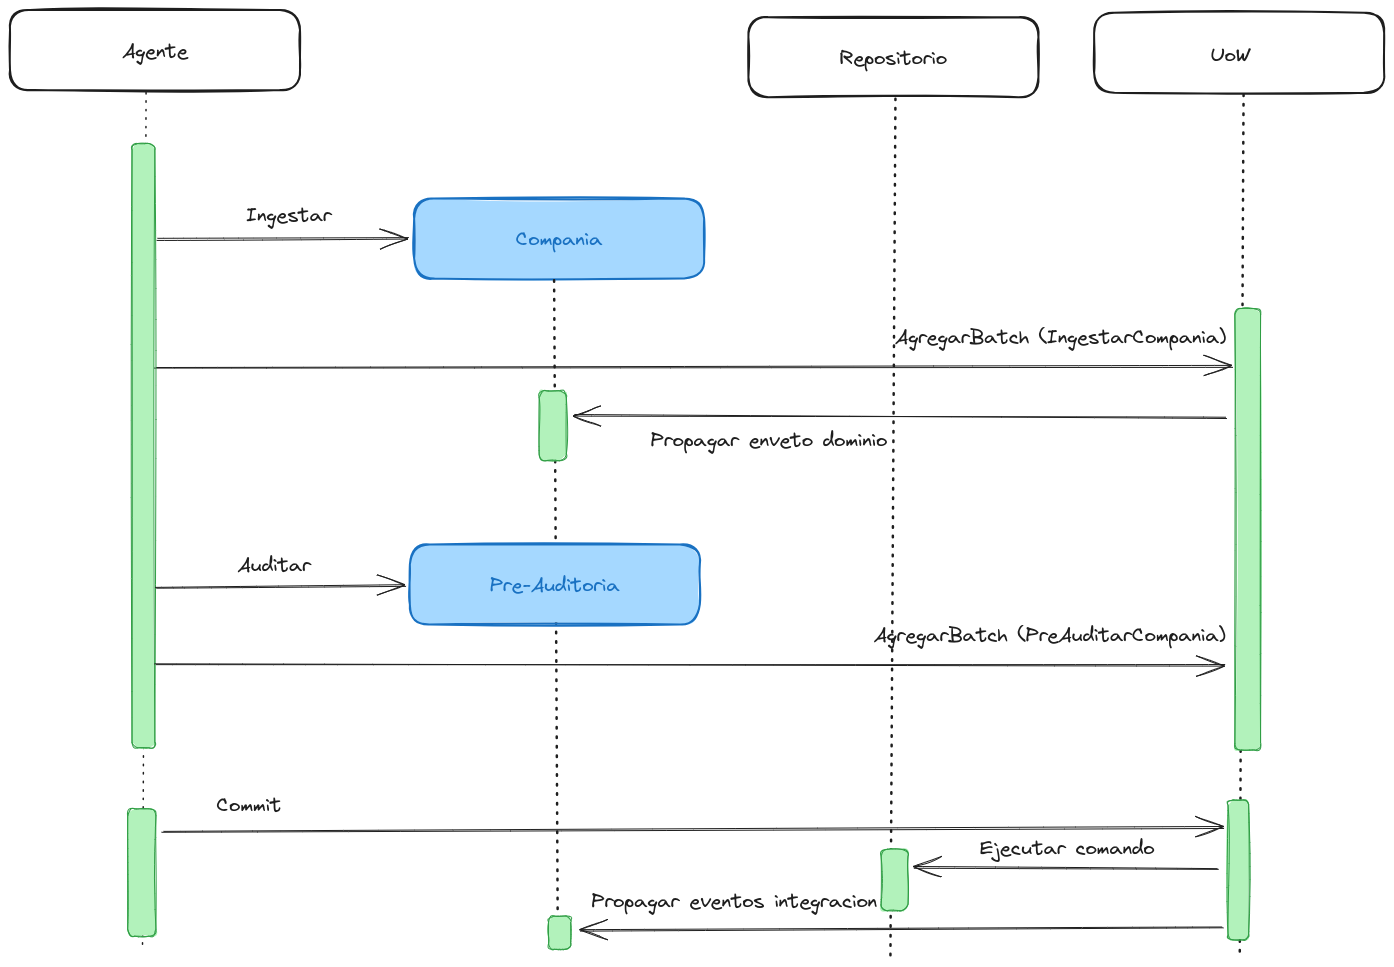 Agente
Repositorio
UoW
Ingestar
Compania
AgregarBatch (IngestarCompania)
Propagar enveto dominio
Auditar
Pre-Auditoria
AgregarBatch (PreAuditarCompania)
Commit
Ejecutar comando
Propagar eventos integracion